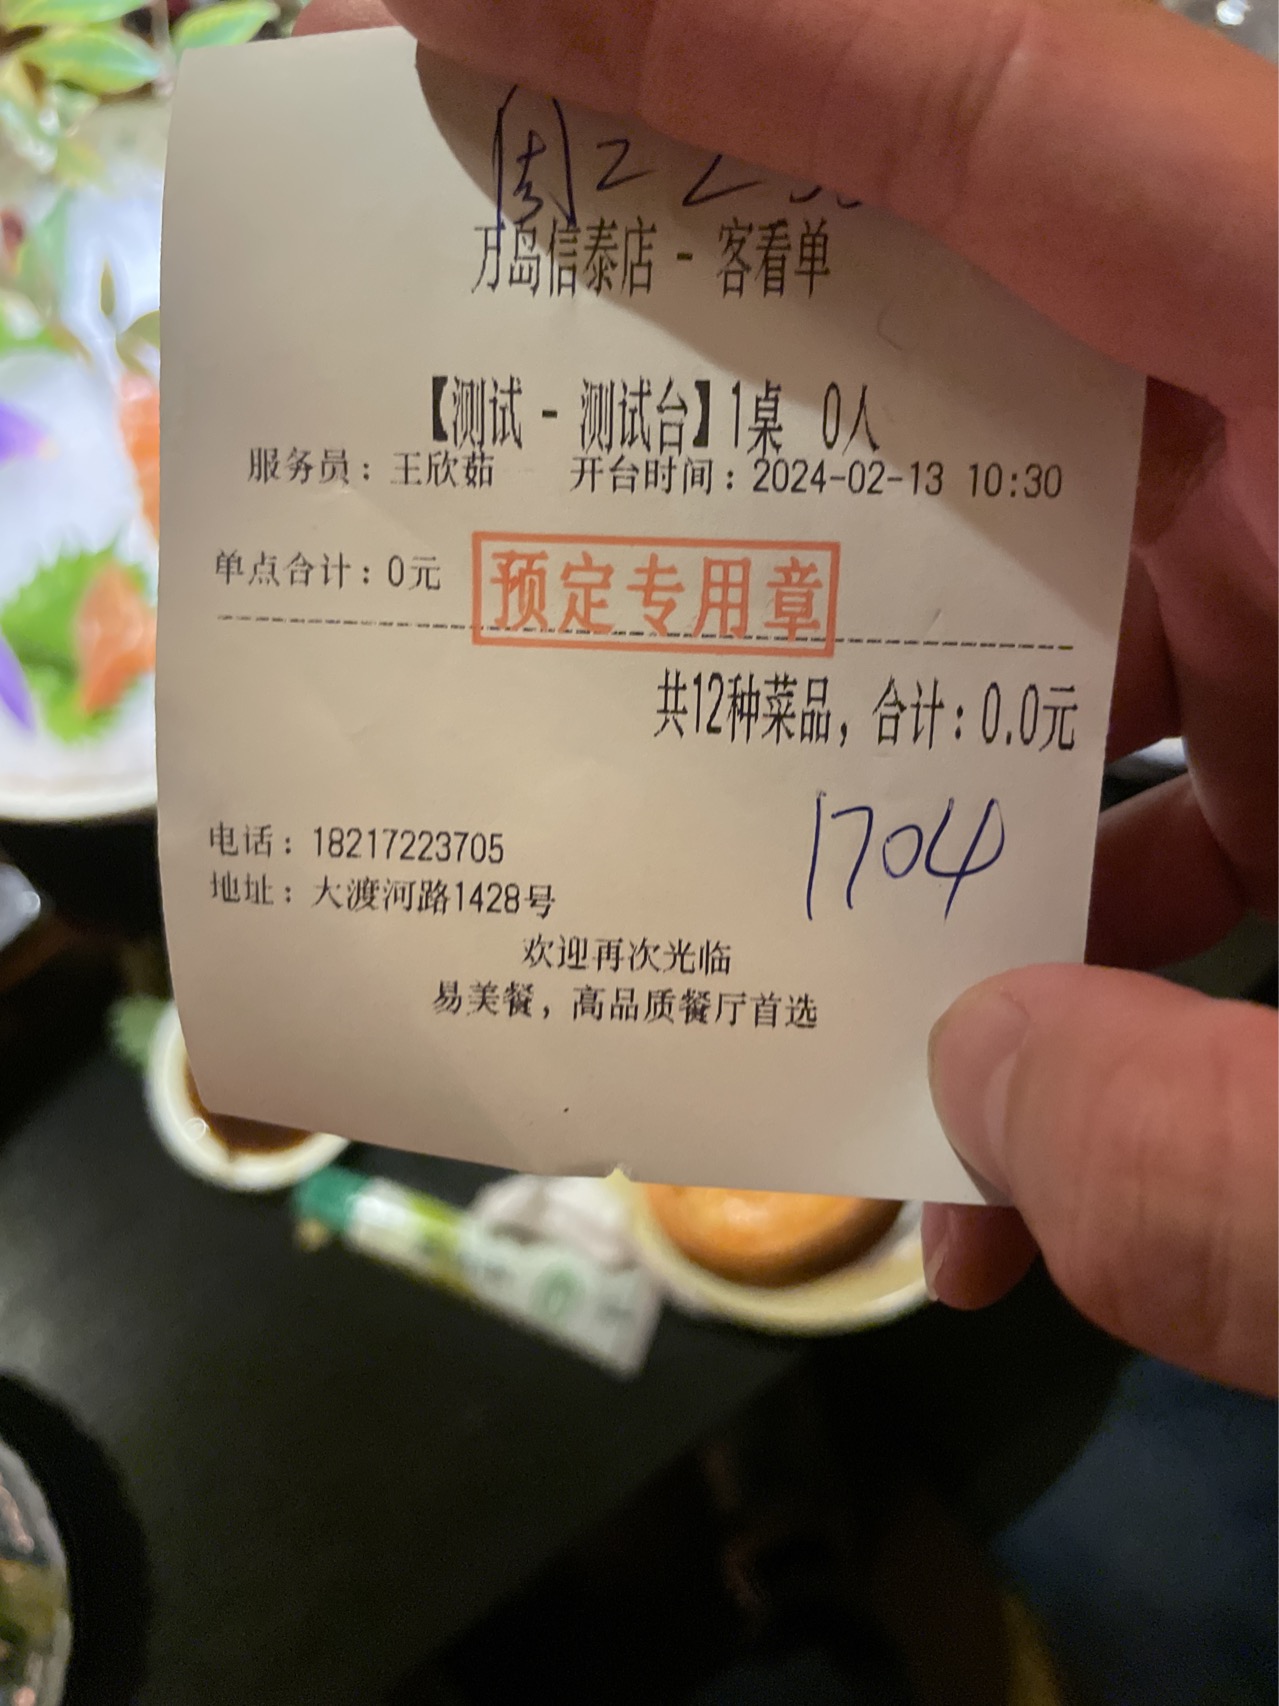 周二
万岛信泰店 - 客看单
【测试 - 测试台】1桌 0人
服务员：王欣茹 开台时间：2024-02-13 10:30
单点合计：0元
预定专用章
共12种菜品，合计：0.0元
1704
电话：18217223705
地址：大渡河路1428号
欢迎再次光临
易美餐，高品质餐厅首选